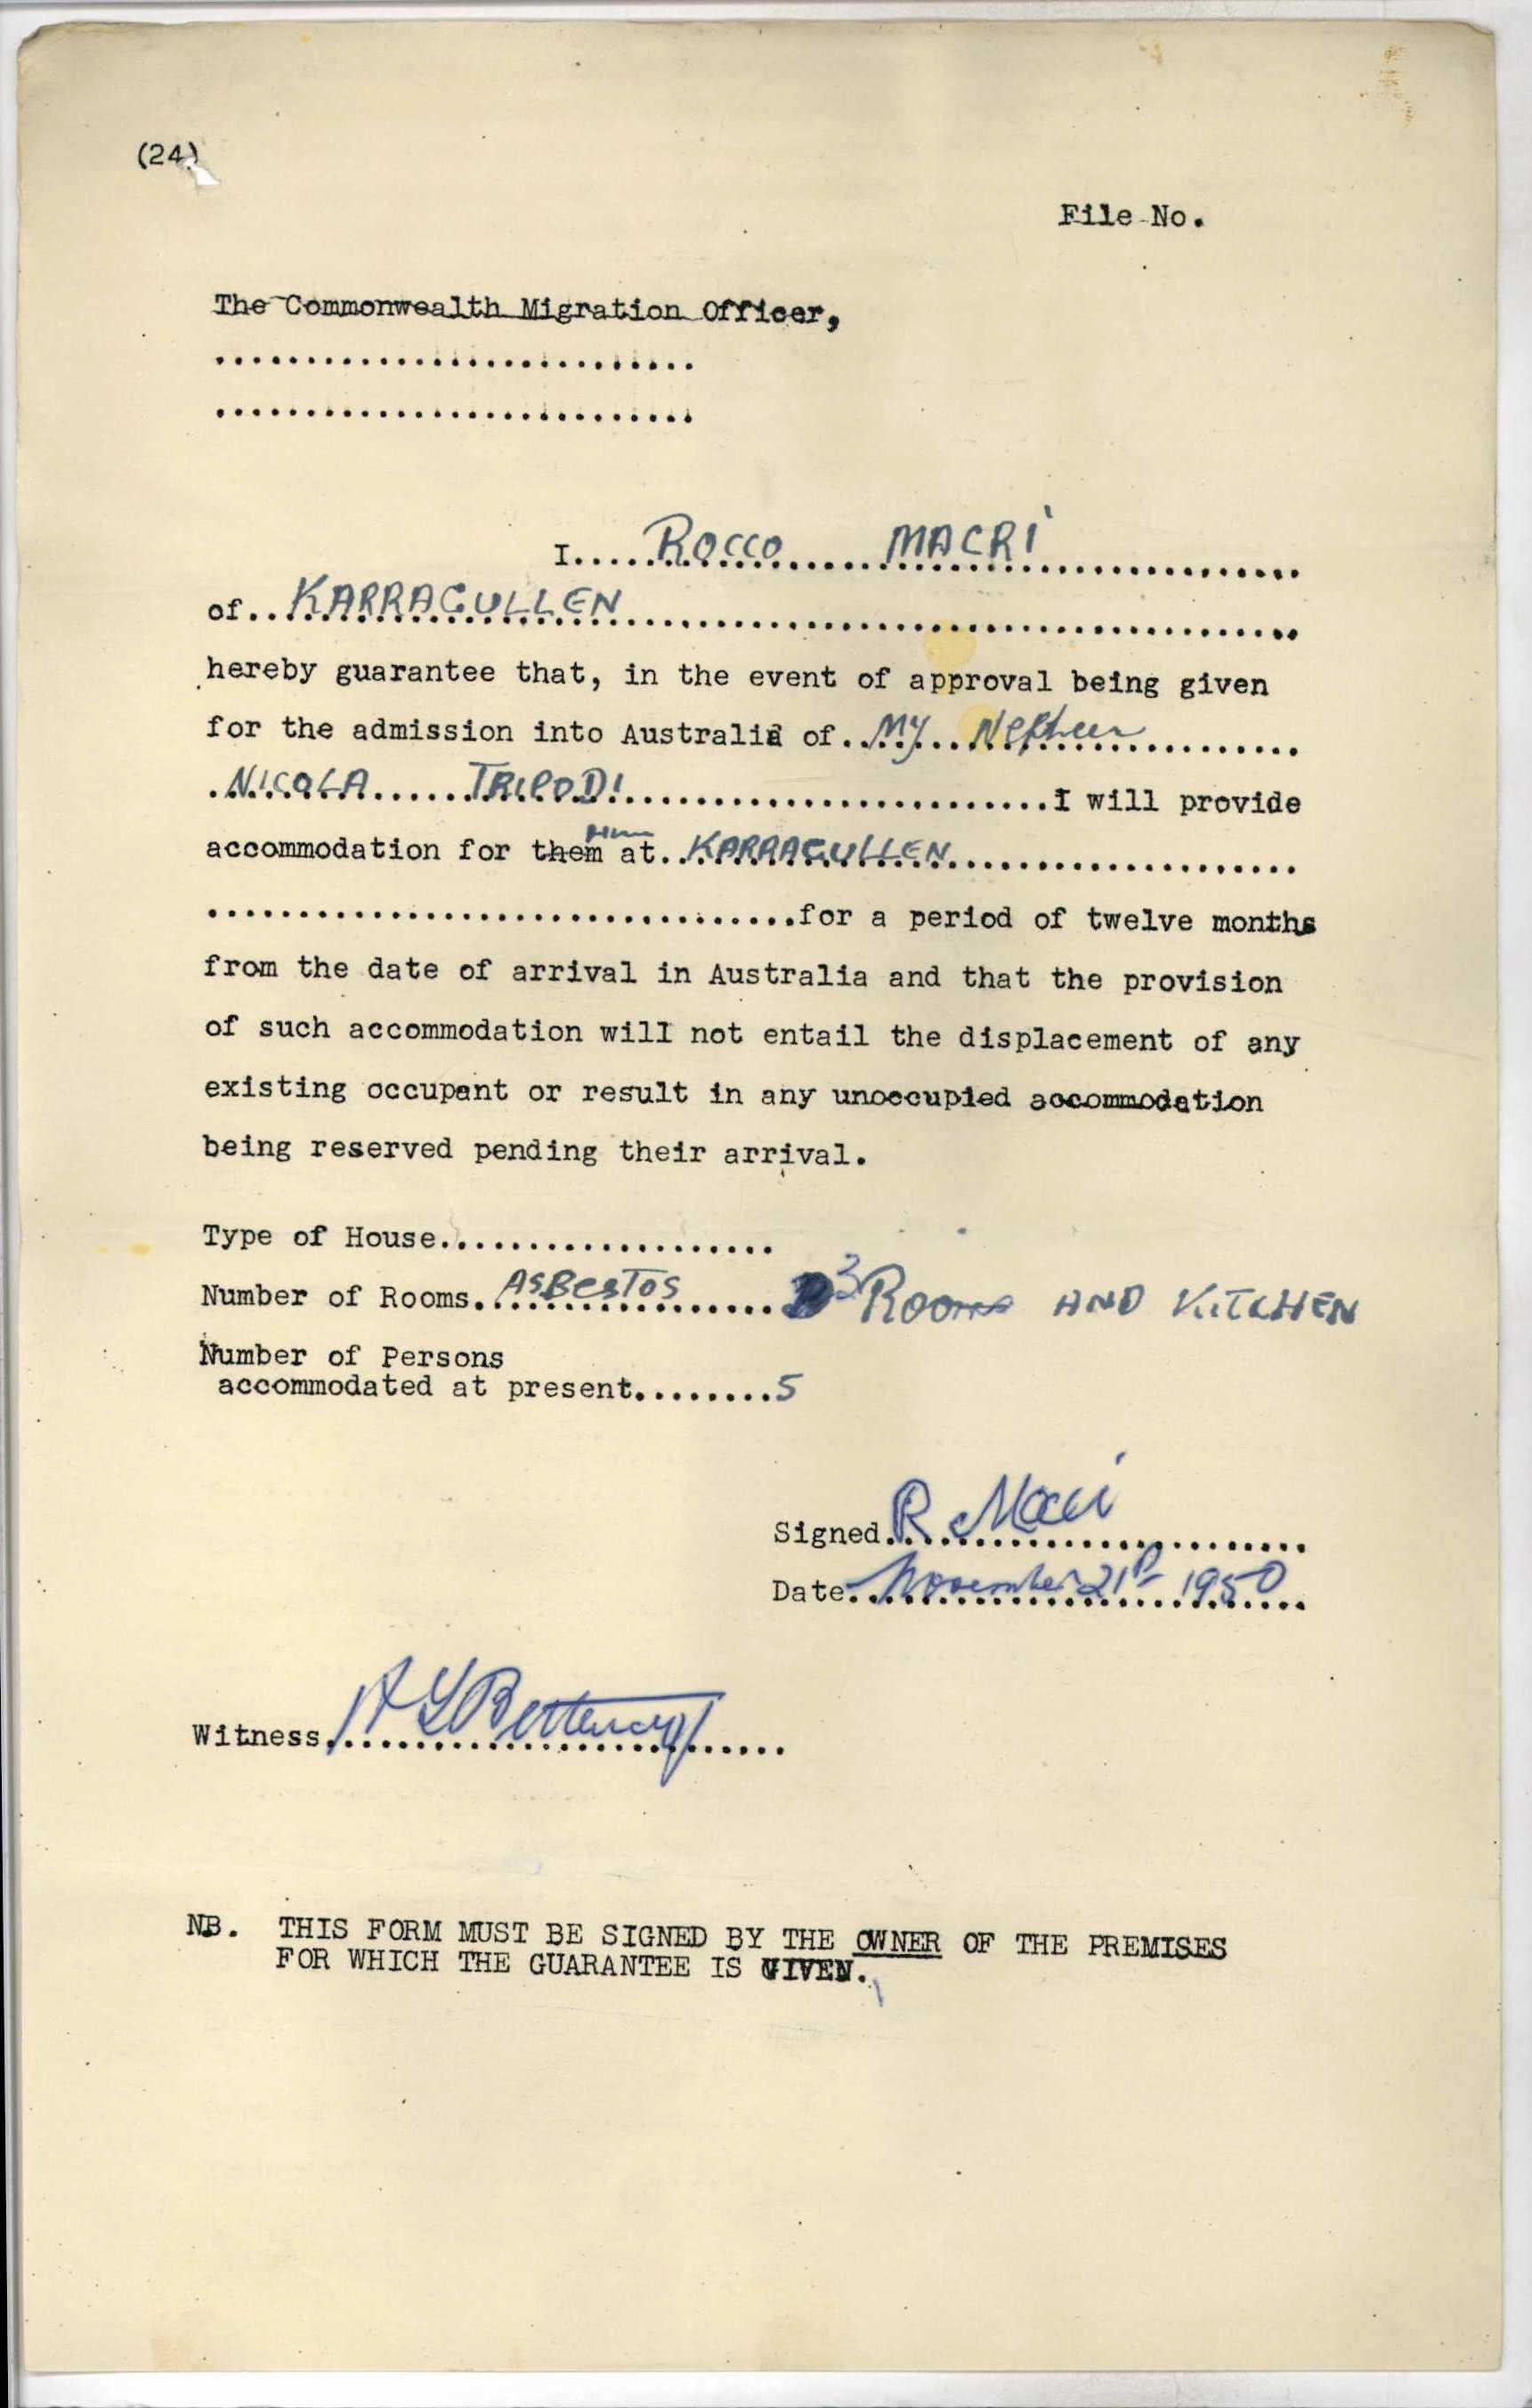 (24)
File No.
The Commonwealth Migration Officer,
...........................
...........................
I.....ROCCO.....MACRI................
of..KARRAGULLEN................................
hereby guarantee that, in the event of approval being given
for the admission into Australia of..MY..Nephew..........
.NICOLA......TRIPODI........................I will provide
accommodation for them him at..KARRAGULLEN....................
.................................for a period of twelve months
from the date of arrival in Australia and that the provision
of such accommodation will not entail the displacement of any
existing occupant or result in any unoccupied accommodation
being reserved pending their arrival.
Type of House...................
Number of Rooms..AsBesTos........ 3 Rooms AND KITCHEN
Number of Persons
accommodated at present........5
Signed R Macri
Date November 21st 1950
Witness
NB. THIS FORM MUST BE SIGNED BY THE OWNER OF THE PREMISES
FOR WHICH THE GUARANTEE IS GIVEN.